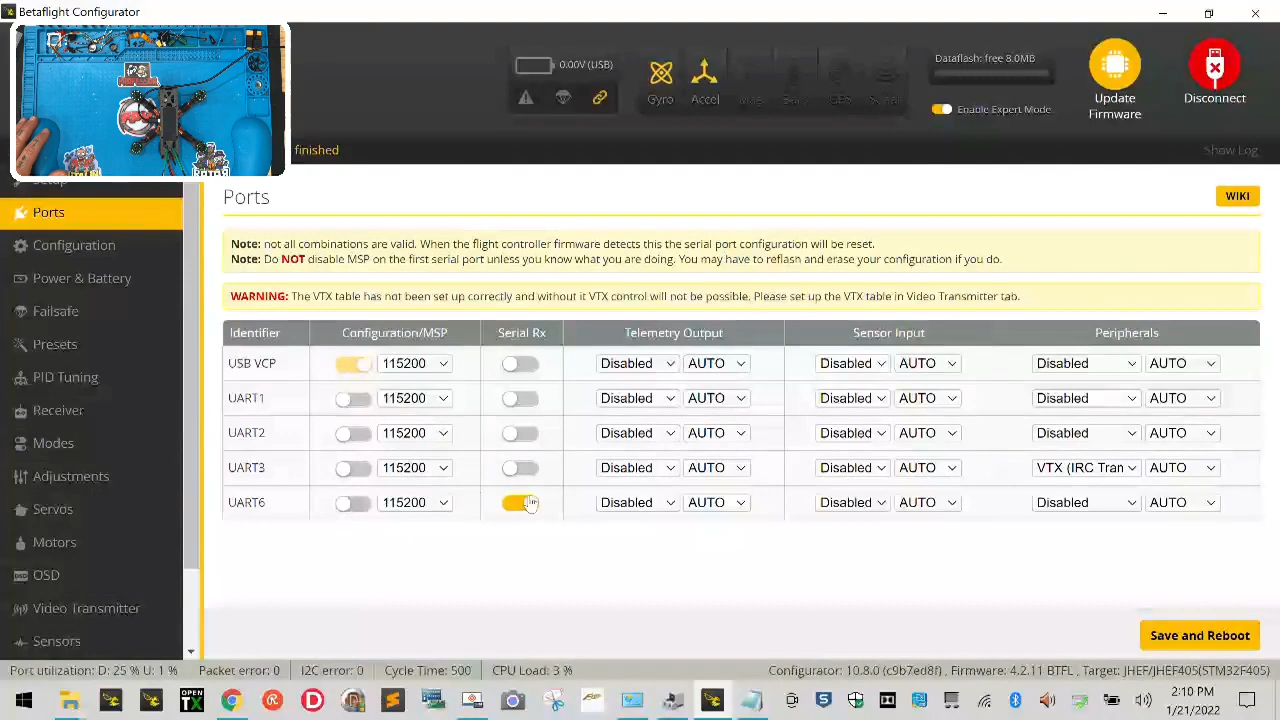 Betaflight Configurator
0.00V (USB)
Gyro
Accel
Dataflash: free 8.0MB
Enable Expert Mode
Update
Firmware
Disconnect
finished
Show Log
Setup
Ports
Configuration
Power & Battery
Failsafe
Presets
PID Tuning
Receiver
Modes
Adjustments
Servos
Motors
OSD
Video Transmitter
Sensors
Ports
WIKI
Note: not all combinations are valid. When the flight controller firmware detects this the serial port configuration will be reset.
Note: Do NOT disable MSP on the first serial port unless you know what you are doing. You may have to reflash and erase your configuration if you do.
WARNING: The VTX table has not been set up correctly and without it VTX control will not be possible. Please set up the VTX table in Video Transmitter tab.
Identifier Configuration/MSP Serial Rx Telemetry Output Sensor Input Peripherals
USB VCP 115200 Disabled AUTO Disabled AUTO Disabled AUTO
UART1 115200 Disabled AUTO Disabled AUTO Disabled AUTO
UART2 115200 Disabled AUTO Disabled AUTO Disabled AUTO
UART3 115200 Disabled AUTO Disabled AUTO VTX (IRC Tran AUTO
UART6 115200 Disabled AUTO Disabled AUTO Disabled AUTO
Save and Reboot
Port utilization: D: 25 % U: 1 % Packet error: 0 I2C error: 0 Cycle Time: 500 CPU Load: 3 % Configurator: 10.8.0 (c9b7ed8f), Firmware: 4.2.11 BTFL, Target: JHEF/JHEF405(STM32F405)
OPEN
TX
2:10 PM
1/21/2022